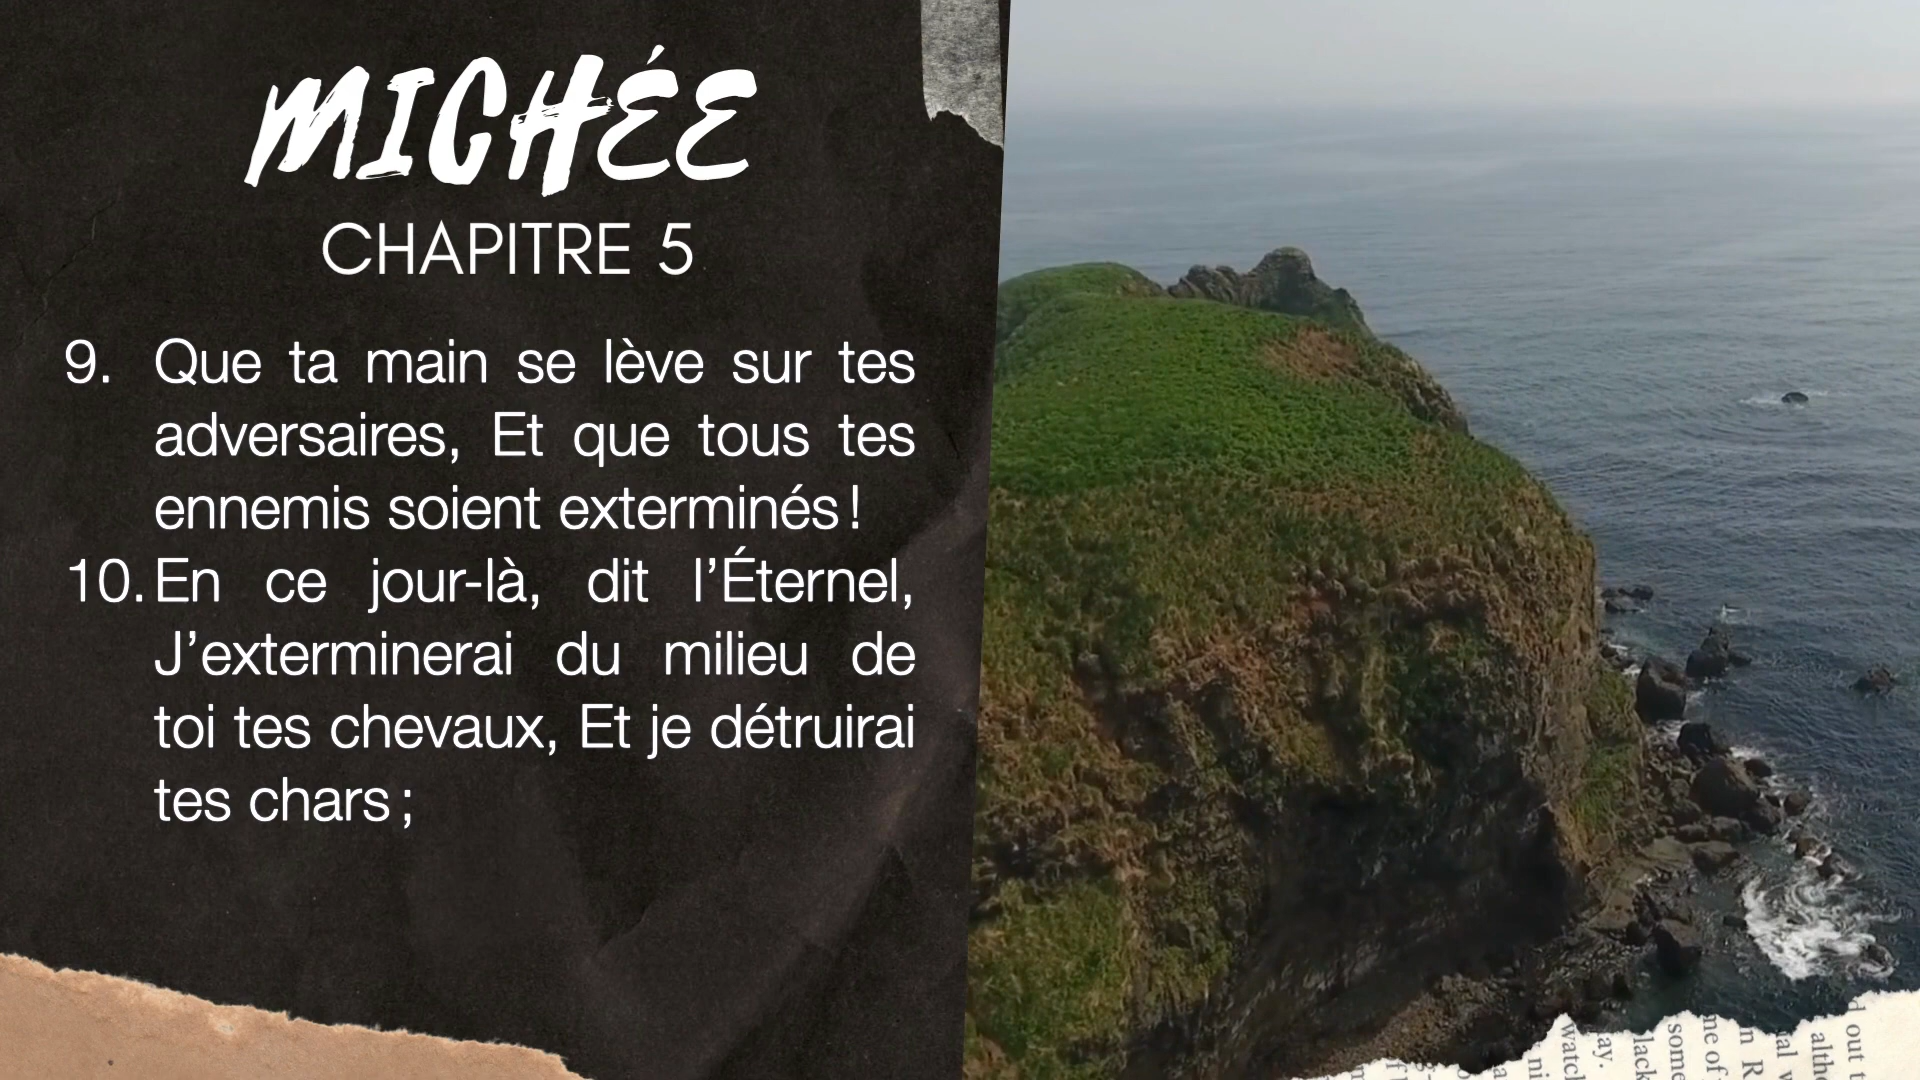 MICHÉE
CHAPITRE 5
9. Que ta main se lève sur tes
adversaires, Et que tous tes
ennemis soient exterminés !
10. En ce jour-là, dit l’Éternel,
J’exterminerai du milieu de
toi tes chevaux, Et je détruirai
tes chars ;